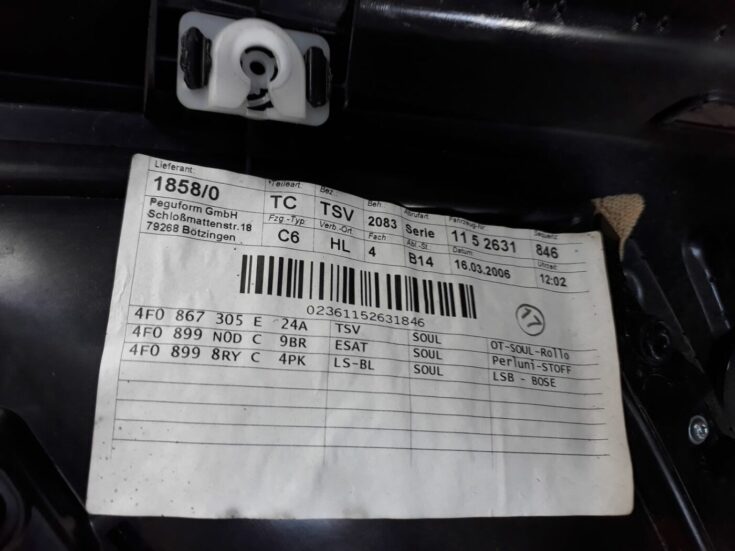 Lieferant:
1858/0
Peguform GmbH
Schloßmattenstr.18
79268 Bötzingen
Teileart. Bez Beh Abrufart. Fahrzeug-Nr Sequenz
TC TSV 2083 Serie 11 5 2631 846
Fzg.-Typ. Verb.-Ort. Fach Abl.-St Datum: Uhrzeit:
C6 HL 4 B14 16.03.2006 12:02
02361152631846
4F0 867 305 E 24A TSV SOUL OT-SOUL-Rollo
4F0 899 N0D C 9BR ESAT SOUL Perluni-STOFF
4F0 899 8RY C 4PK LS-BL SOUL LSB - BOSE